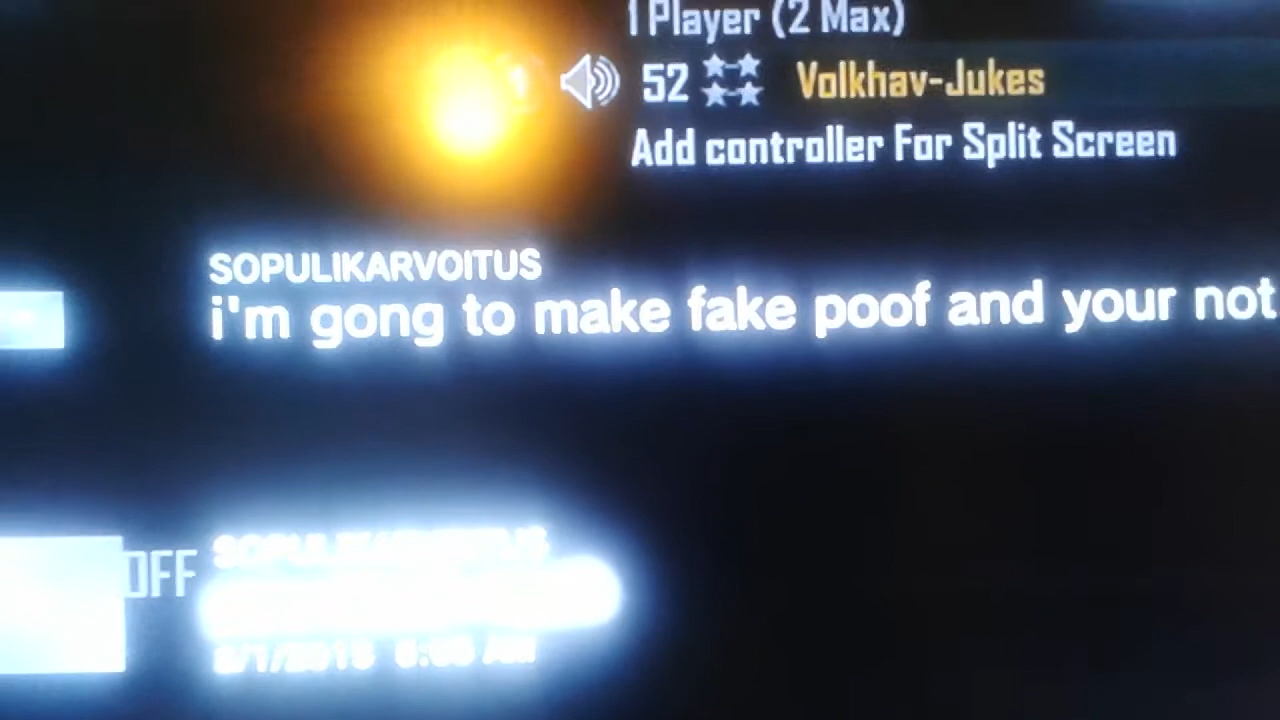 1 Player (2 Max)
52 Volkhav-Jukes
Add controller For Split Screen
SOPULIKARVOITUS
i'm gong to make fake poof and your not
OFF
SOPULIKARVOITUS